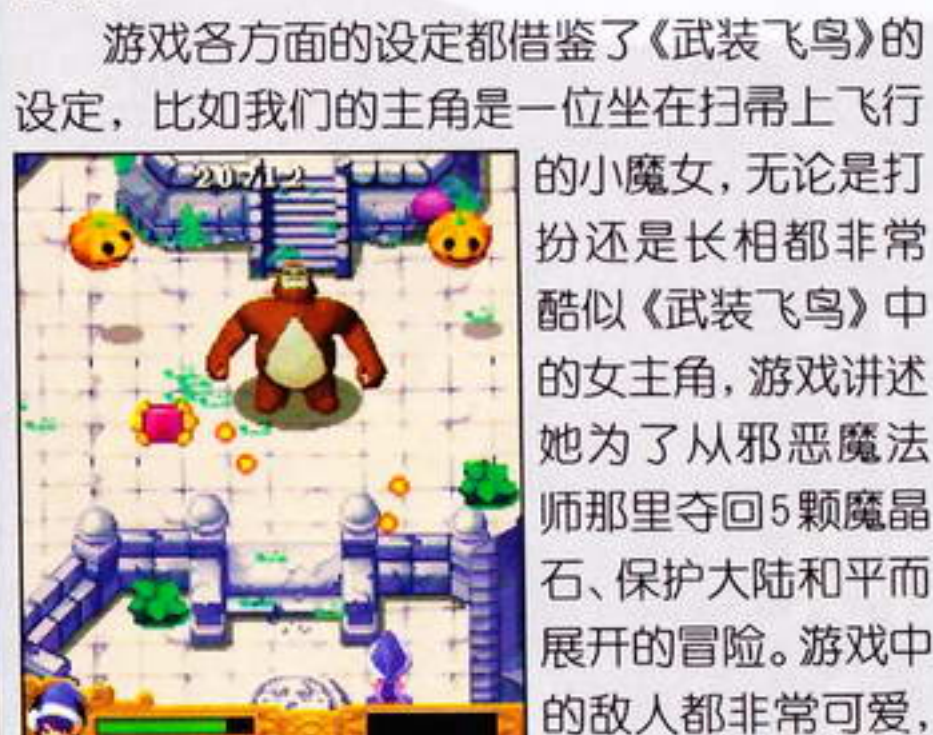 游戏各方面的设定都借鉴了《武装飞鸟》的
设定，比如我们的主角是一位坐在扫帚上飞行
的小魔女，无论是打
扮还是长相都非常
酷似《武装飞鸟》中
的女主角，游戏讲述
她为了从邪恶魔法
师那里夺回5颗魔晶
石、保护大陆和平而
展开的冒险。游戏中
的敌人都非常可爱，
20712